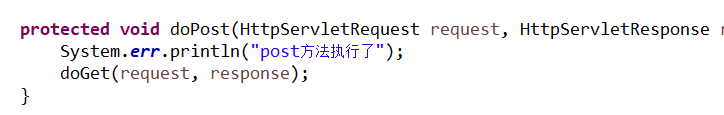 protected void doPost(HttpServletRequest request, HttpServletResponse
System.err.println("post方法执行了");
doGet(request, response);
}